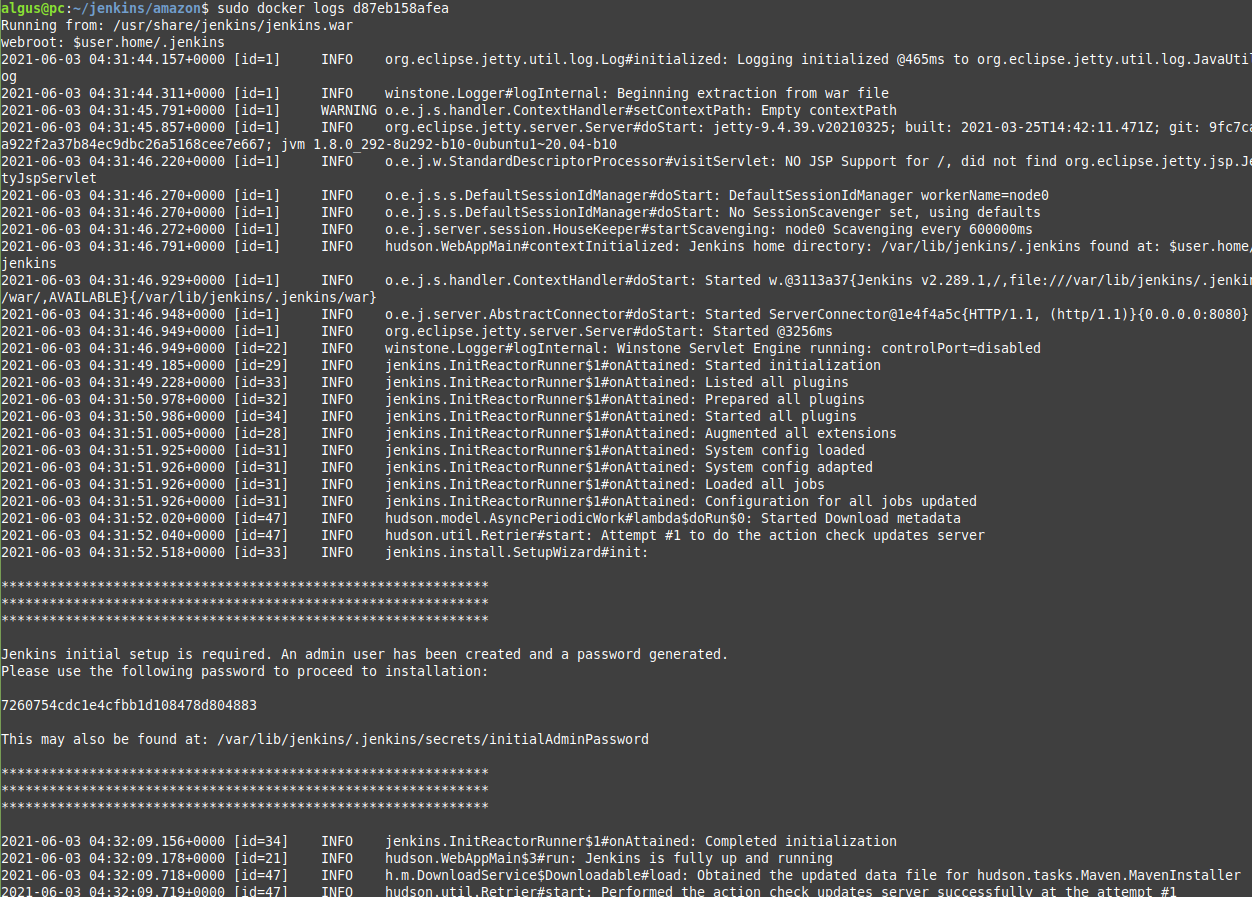 algus@pc:~/jenkins/amazon$ sudo docker logs d87eb158afea
Running from: /usr/share/jenkins/jenkins.war
webroot: $user.home/.jenkins
2021-06-03 04:31:44.157+0000 [id=1]     INFO    org.eclipse.jetty.util.log.Log#initialized: Logging initialized @465ms to org.eclipse.jetty.util.log.JavaUtil
og
2021-06-03 04:31:44.311+0000 [id=1]     INFO    winstone.Logger#logInternal: Beginning extraction from war file
2021-06-03 04:31:45.791+0000 [id=1]     WARNING o.e.j.s.handler.ContextHandler#setContextPath: Empty contextPath
2021-06-03 04:31:45.857+0000 [id=1]     INFO    org.eclipse.jetty.server.Server#doStart: jetty-9.4.39.v20210325; built: 2021-03-25T14:42:11.471Z; git: 9fc7ca
a922f2a37b84ec9dbc26a5168cee7e667; jvm 1.8.0_292-8u292-b10-0ubuntu1~20.04-b10
2021-06-03 04:31:46.220+0000 [id=1]     INFO    o.e.j.w.StandardDescriptorProcessor#visitServlet: NO JSP Support for /, did not find org.eclipse.jetty.jsp.Je
tyJspServlet
2021-06-03 04:31:46.270+0000 [id=1]     INFO    o.e.j.s.s.DefaultSessionIdManager#doStart: DefaultSessionIdManager workerName=node0
2021-06-03 04:31:46.270+0000 [id=1]     INFO    o.e.j.s.s.DefaultSessionIdManager#doStart: No SessionScavenger set, using defaults
2021-06-03 04:31:46.272+0000 [id=1]     INFO    o.e.j.server.session.HouseKeeper#startScavenging: node0 Scavenging every 600000ms
2021-06-03 04:31:46.791+0000 [id=1]     INFO    hudson.WebAppMain#contextInitialized: Jenkins home directory: /var/lib/jenkins/.jenkins found at: $user.home/
jenkins
2021-06-03 04:31:46.929+0000 [id=1]     INFO    o.e.j.s.handler.ContextHandler#doStart: Started w.@3113a37{Jenkins v2.289.1,/,file:///var/lib/jenkins/.jenkin
/war/,AVAILABLE}{/var/lib/jenkins/.jenkins/war}
2021-06-03 04:31:46.948+0000 [id=1]     INFO    o.e.j.server.AbstractConnector#doStart: Started ServerConnector@1e4f4a5c{HTTP/1.1, (http/1.1)}{0.0.0.0:8080}
2021-06-03 04:31:46.949+0000 [id=1]     INFO    org.eclipse.jetty.server.Server#doStart: Started @3256ms
2021-06-03 04:31:46.949+0000 [id=22]    INFO    winstone.Logger#logInternal: Winstone Servlet Engine running: controlPort=disabled
2021-06-03 04:31:49.185+0000 [id=29]    INFO    jenkins.InitReactorRunner$1#onAttained: Started initialization
2021-06-03 04:31:49.228+0000 [id=33]    INFO    jenkins.InitReactorRunner$1#onAttained: Listed all plugins
2021-06-03 04:31:50.978+0000 [id=32]    INFO    jenkins.InitReactorRunner$1#onAttained: Prepared all plugins
2021-06-03 04:31:50.986+0000 [id=34]    INFO    jenkins.InitReactorRunner$1#onAttained: Started all plugins
2021-06-03 04:31:51.005+0000 [id=28]    INFO    jenkins.InitReactorRunner$1#onAttained: Augmented all extensions
2021-06-03 04:31:51.925+0000 [id=31]    INFO    jenkins.InitReactorRunner$1#onAttained: System config loaded
2021-06-03 04:31:51.926+0000 [id=31]    INFO    jenkins.InitReactorRunner$1#onAttained: System config adapted
2021-06-03 04:31:51.926+0000 [id=31]    INFO    jenkins.InitReactorRunner$1#onAttained: Loaded all jobs
2021-06-03 04:31:51.926+0000 [id=31]    INFO    jenkins.InitReactorRunner$1#onAttained: Configuration for all jobs updated
2021-06-03 04:31:52.020+0000 [id=47]    INFO    hudson.model.AsyncPeriodicWork#lambda$doRun$0: Started Download metadata
2021-06-03 04:31:52.040+0000 [id=47]    INFO    hudson.util.Retrier#start: Attempt #1 to do the action check updates server
2021-06-03 04:31:52.518+0000 [id=33]    INFO    jenkins.install.SetupWizard#init:
*************************************************************
*************************************************************
*************************************************************
Jenkins initial setup is required. An admin user has been created and a password generated.
Please use the following password to proceed to installation:
7260754cdc1e4cfbb1d108478d804883
This may also be found at: /var/lib/jenkins/.jenkins/secrets/initialAdminPassword
*************************************************************
*************************************************************
*************************************************************
2021-06-03 04:32:09.156+0000 [id=34]    INFO    jenkins.InitReactorRunner$1#onAttained: Completed initialization
2021-06-03 04:32:09.178+0000 [id=21]    INFO    hudson.WebAppMain$3#run: Jenkins is fully up and running
2021-06-03 04:32:09.718+0000 [id=47]    INFO    h.m.DownloadService$Downloadable#load: Obtained the updated data file for hudson.tasks.Maven.MavenInstaller
2021-06-03 04:32:09.719+0000 [id=47]    INFO    hudson.util.Retrier#start: Performed the action check updates server successfully at the attempt #1